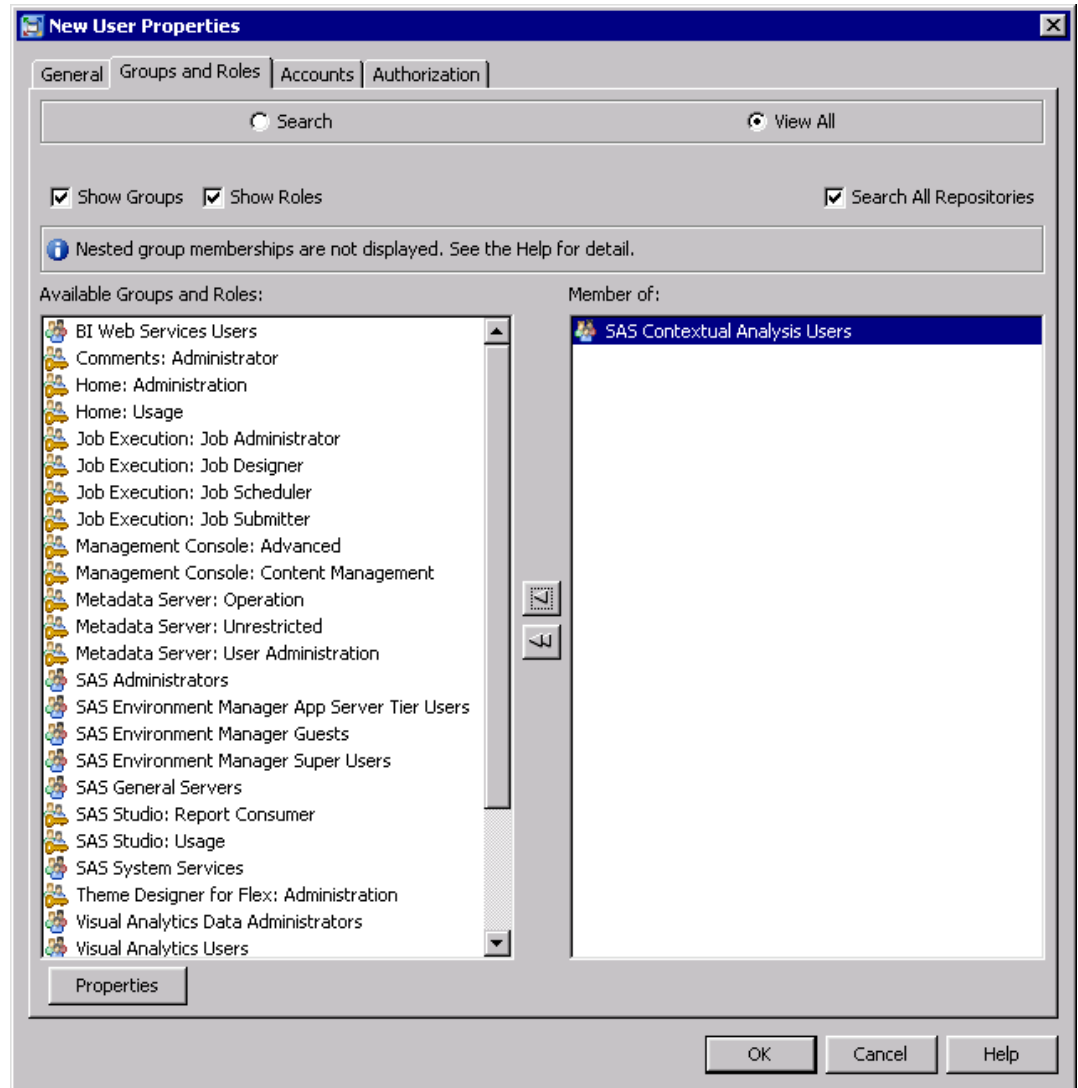 New User Properties
General Groups and Roles Accounts Authorization
Search View All
Show Groups Show Roles Search All Repositories
Nested group memberships are not displayed. See the Help for detail.
Available Groups and Roles: Member of:
BI Web Services Users SAS Contextual Analysis Users
Comments: Administrator
Home: Administration
Home: Usage
Job Execution: Job Administrator
Job Execution: Job Designer
Job Execution: Job Scheduler
Job Execution: Job Submitter
Management Console: Advanced
Management Console: Content Management
Metadata Server: Operation
Metadata Server: Unrestricted
Metadata Server: User Administration
SAS Administrators
SAS Environment Manager App Server Tier Users
SAS Environment Manager Guests
SAS Environment Manager Super Users
SAS General Servers
SAS Studio: Report Consumer
SAS Studio: Usage
SAS System Services
Theme Designer for Flex: Administration
Visual Analytics Data Administrators
Visual Analytics Users
Properties
OK Cancel Help